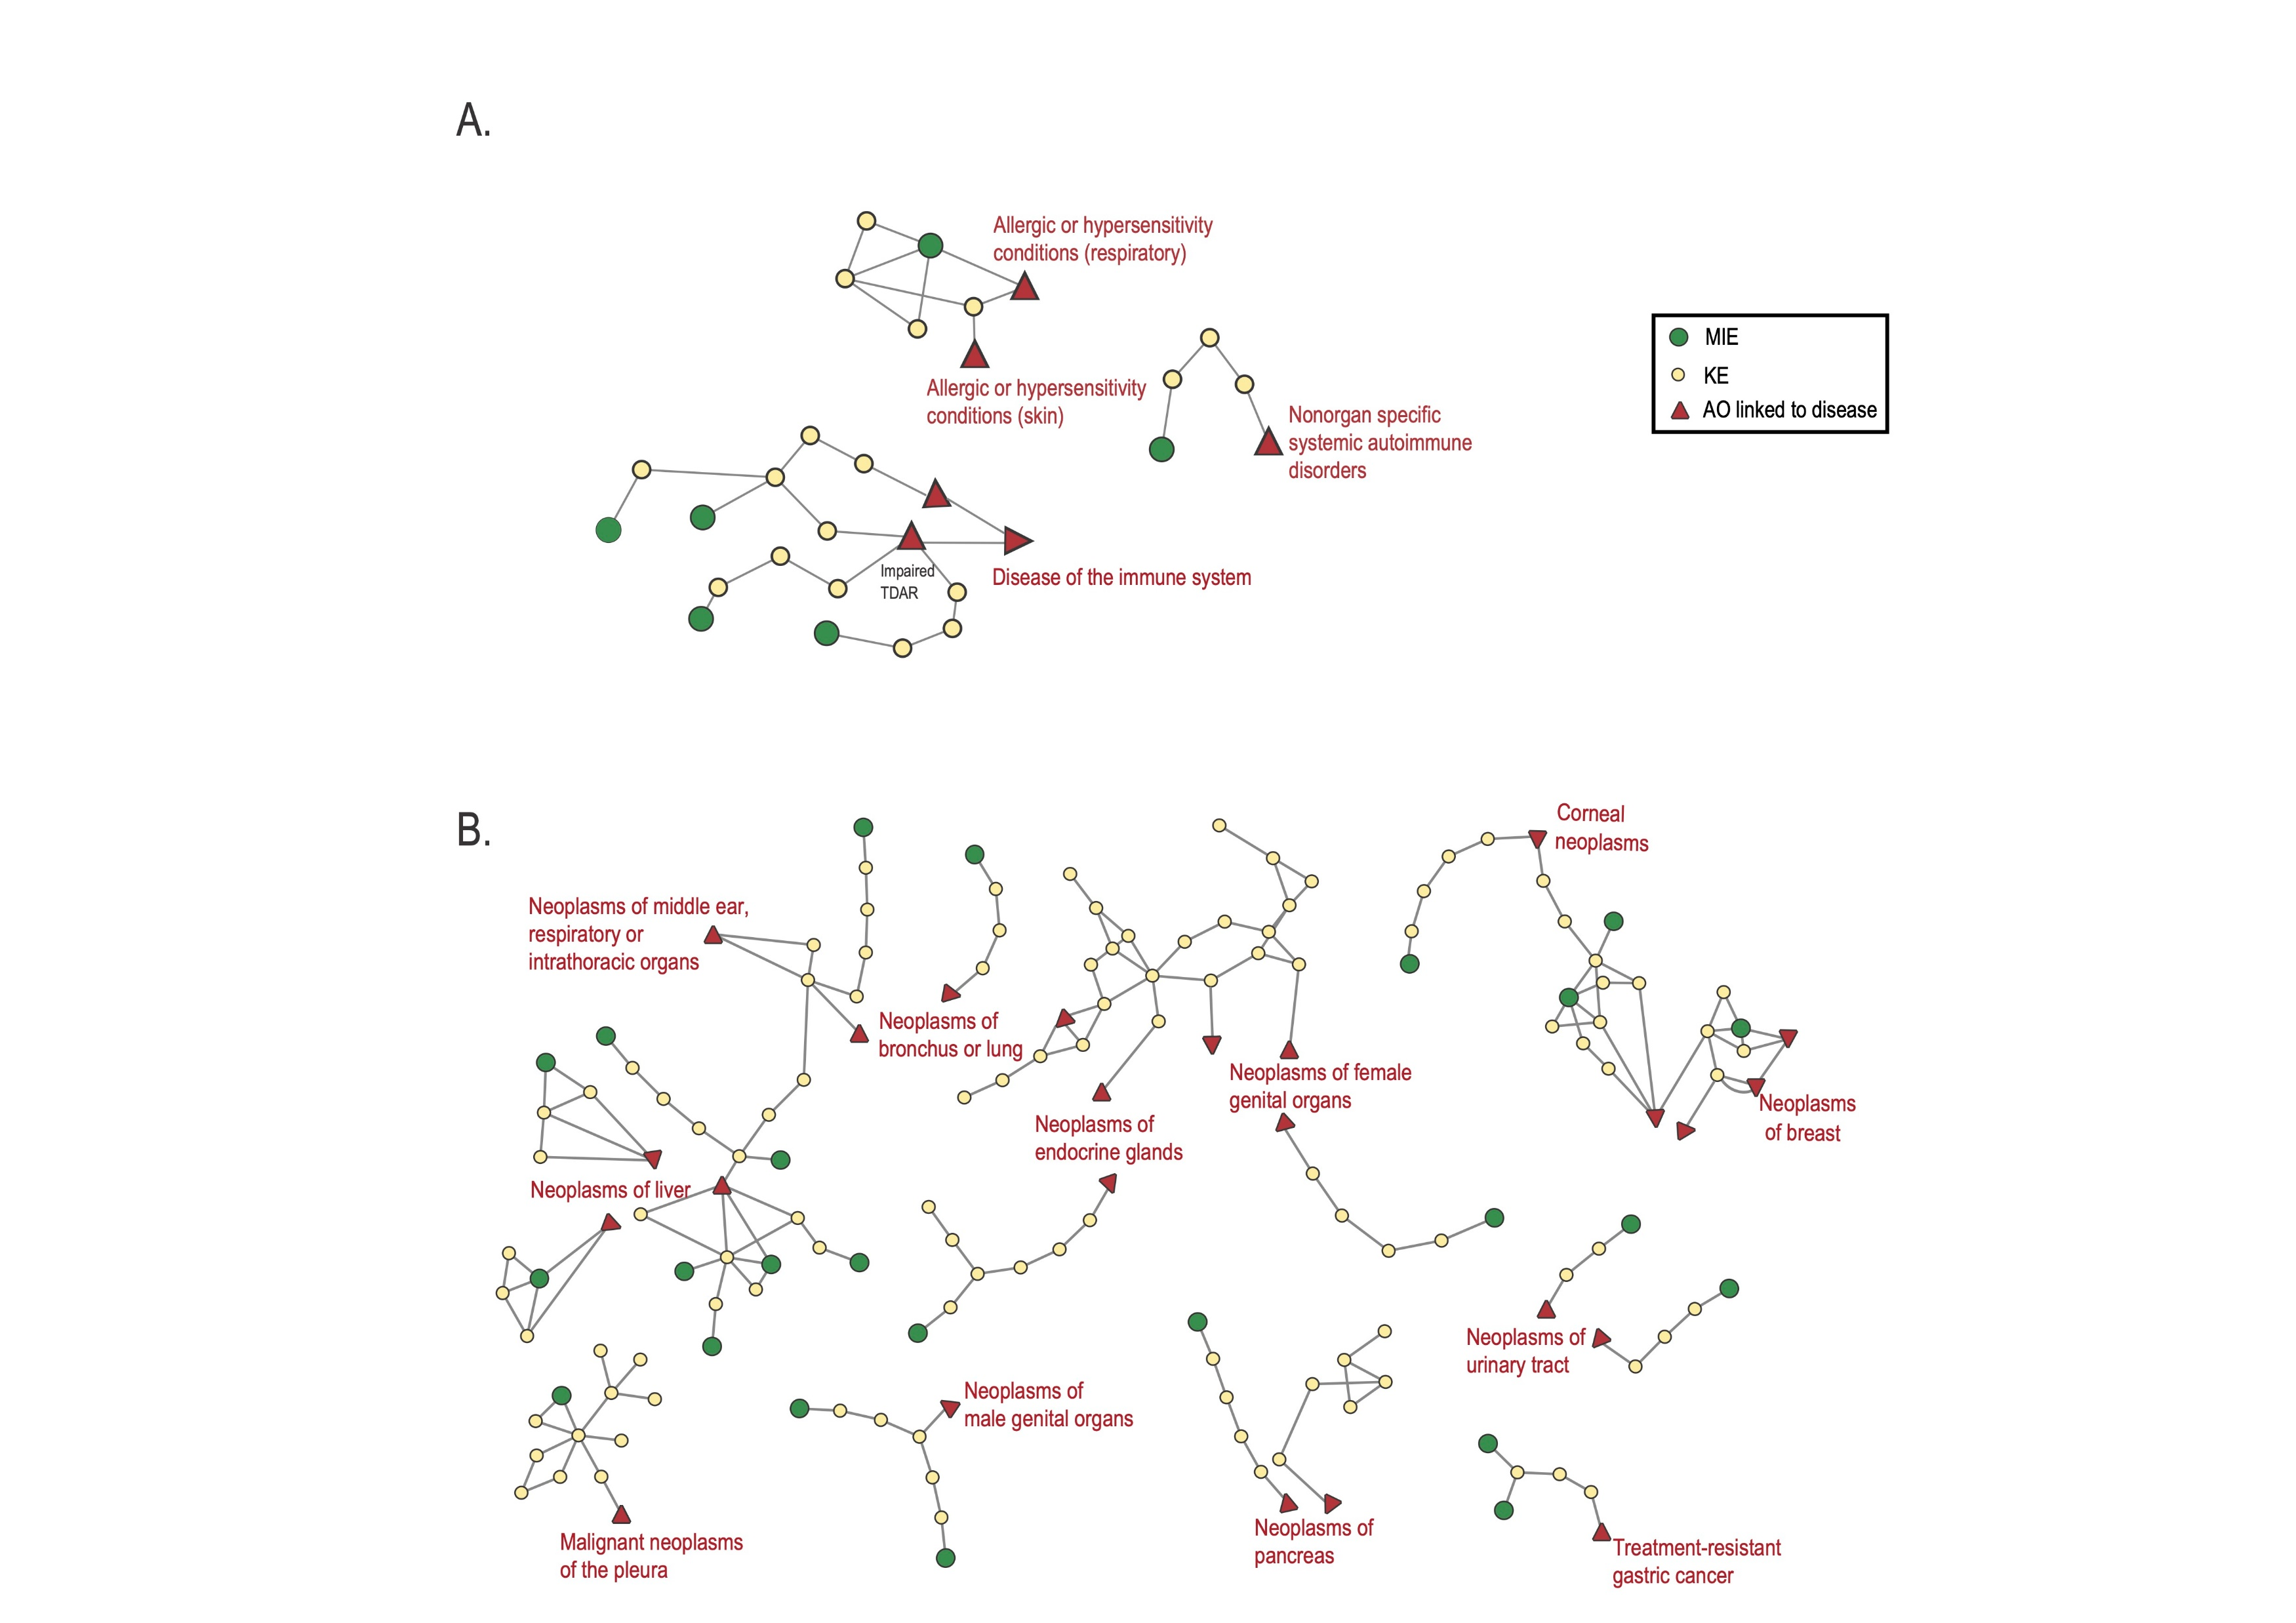 A.
Allergic or hypersensitivity
conditions (respiratory)
Allergic or hypersensitivity
conditions (skin)
Nonorgan specific
systemic autoimmune
disorders
MIE
KE
AO linked to disease
Impaired
TDAR
Disease of the immune system
B.
Corneal
neoplasms
Neoplasms of middle ear,
respiratory or
intrathoracic organs
Neoplasms of
bronchus or lung
Neoplasms of female
genital organs
Neoplasms of
endocrine glands
Neoplasms
of breast
Neoplasms of liver
Neoplasms of
urinary tract
Neoplasms of
male genital organs
Malignant neoplasms
of the pleura
Neoplasms of
pancreas
Treatment-resistant
gastric cancer